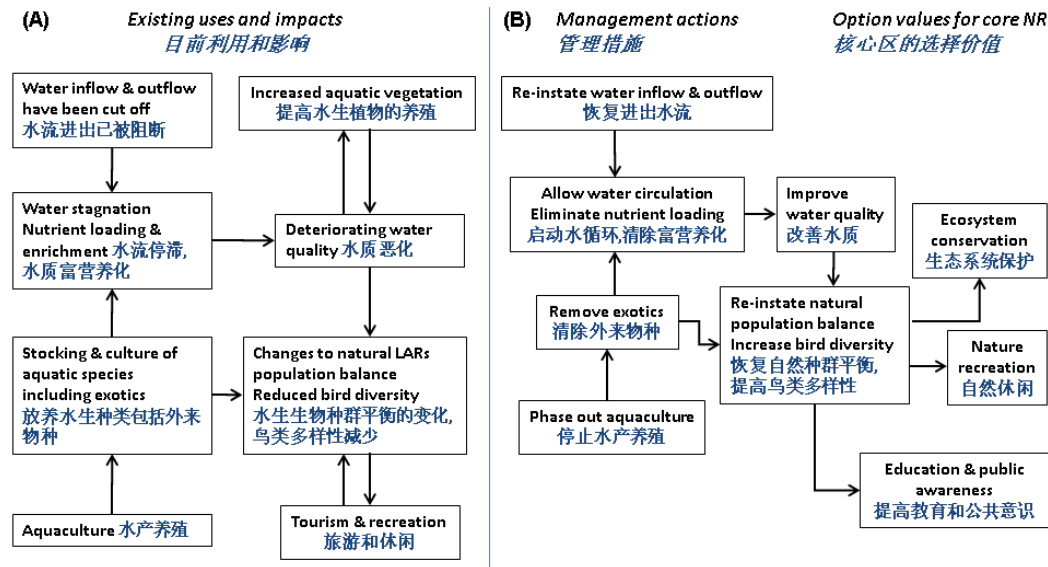 (A)
Existing uses and impacts
目前利用和影响
Water inflow & outflow
have been cut off
水流进出已被阻断
Increased aquatic vegetation
提高水生植物的养殖
Water stagnation
Nutrient loading &
enrichment 水流停滞,
水质富营养化
Deteriorating water
quality 水质恶化
Stocking & culture of
aquatic species
including exotics
放养水生种类包括外来
物种
Changes to natural LARs
population balance
Reduced bird diversity
水生生物种群平衡的变化,
鸟类多样性减少
Aquaculture 水产养殖
Tourism & recreation
旅游和休闲
(B)
Management actions
管理措施
Option values for core NR
核心区的选择价值
Re-instate water inflow & outflow
恢复进出水流
Allow water circulation
Eliminate nutrient loading
启动水循环,清除富营养化
Improve
water quality
改善水质
Ecosystem
conservation
生态系统保护
Remove exotics
清除外来物种
Re-instate natural
population balance
Increase bird diversity
恢复自然种群平衡,
提高鸟类多样性
Nature
recreation
自然休闲
Phase out aquaculture
停止水产养殖
Education & public
awareness
提高教育和公共意识